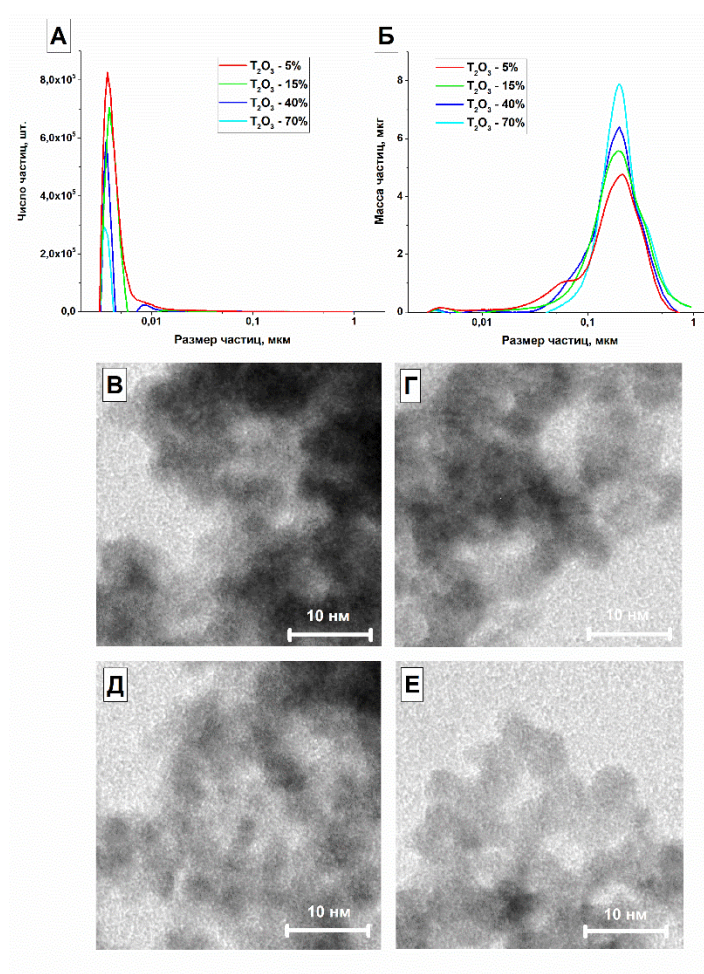 А
Число частиц, шт.
8,0x10⁵
6,0x10⁵
4,0x10⁵
2,0x10⁵
0,0
T₂O₃ - 5%
T₂O₃ - 15%
T₂O₃ - 40%
T₂O₃ - 70%
0,01
0,1
1
Размер частиц, мкм
Б
Масса частиц, мкг
8
6
4
2
0
T₂O₃ - 5%
T₂O₃ - 15%
T₂O₃ - 40%
T₂O₃ - 70%
0,01
0,1
1
Размер частиц, мкм
В
10 нм
Г
10 нм
Д
10 нм
Е
10 нм